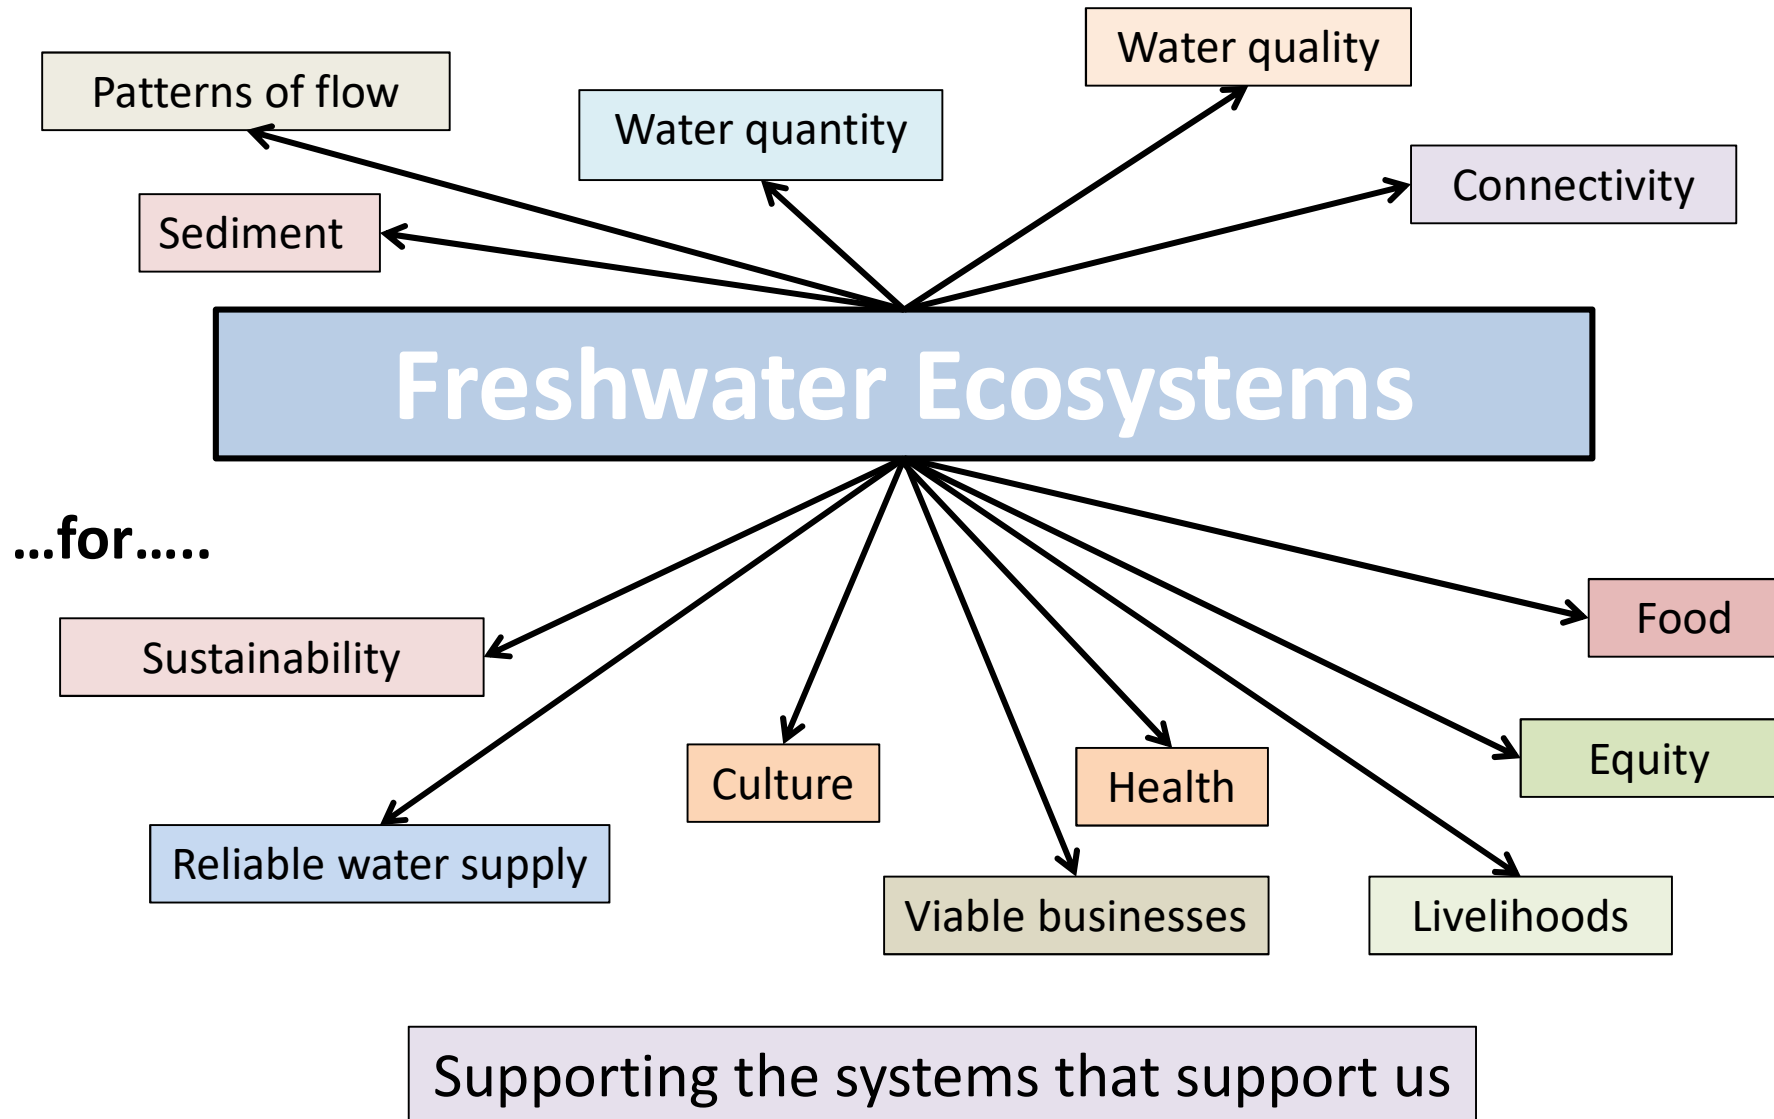 Water quality
Patterns of flow
Water quantity
Connectivity
Sediment
Freshwater Ecosystems
...for.....
Food
Sustainability
Equity
Culture
Health
Reliable water supply
Viable businesses
Livelihoods
Supporting the systems that support us